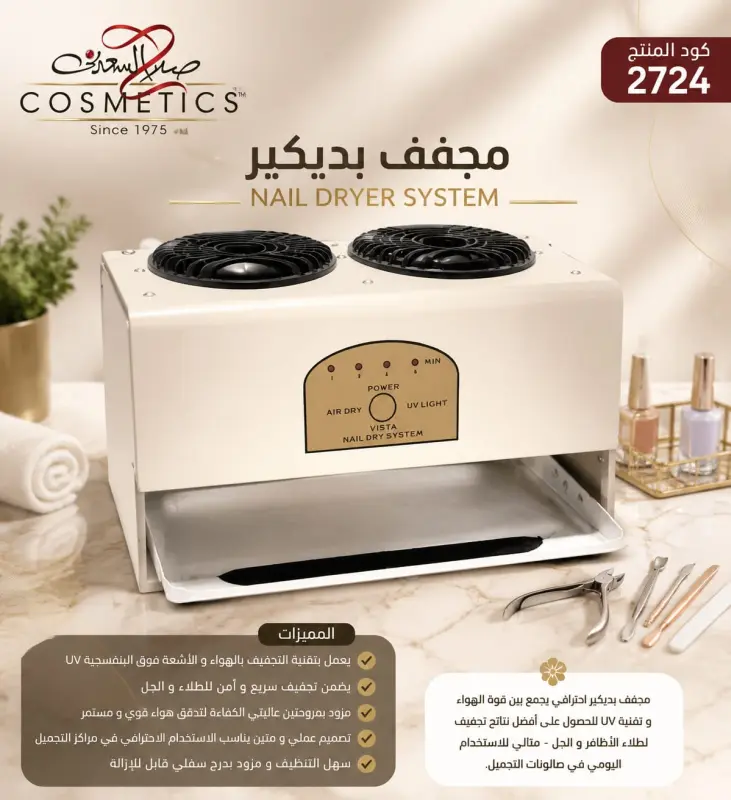 صلاح السعدني
COSMETICS™
Since 1975
كود المنتج
2724
مجفف بديكير
NAIL DRYER SYSTEM
MIN
POWER
AIR DRY
UV LIGHT
VISTA
NAIL DRY SYSTEM
المميزات
يعمل بتقنية التجفيف بالهواء و الأشعة فوق البنفسجية UV
يضمن تجفيف سريع و أمن للطلاء و الجل
مزود بمروحتين عاليتي الكفاءة لتدفق هواء قوي و مستمر
تصميم عملي و متين يناسب الاستخدام الاحترافي في مراكز التجميل
سهل التنظيف و مزود بدرج سفلي قابل للإزالة
مجفف بديكير احترافي يجمع بين قوة الهواء
و تقنية UV للحصول على أفضل نتائج تجفيف
لطلاء الأظافر و الجل - مثالي للاستخدام
اليومي في صالونات التجميل.